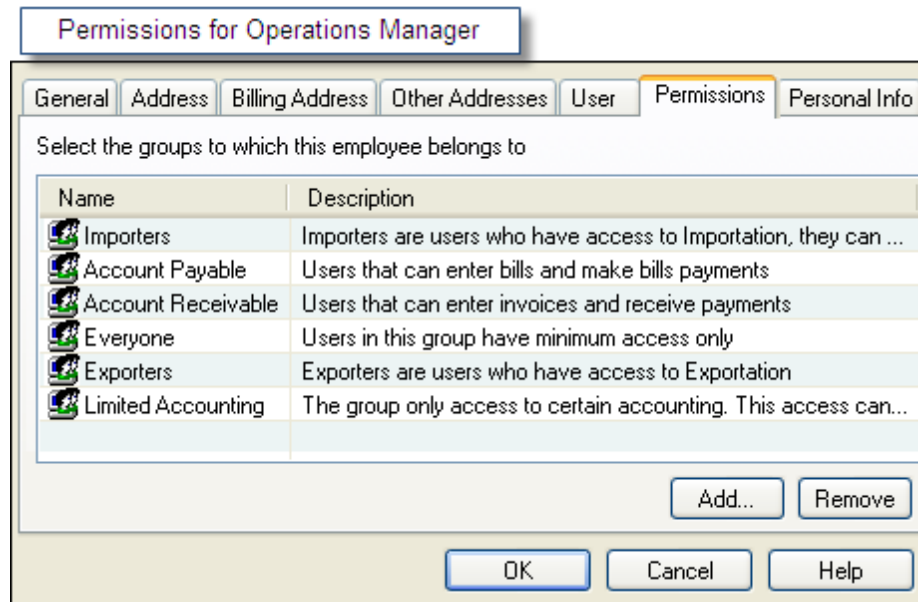 Permissions for Operations Manager
General Address Billing Address Other Addresses User Permissions Personal Info
Select the groups to which this employee belongs to
Name Description
Importers Importers are users who have access to Importation, they can ...
Account Payable Users that can enter bills and make bills payments
Account Receivable Users that can enter invoices and receive payments
Everyone Users in this group have minimum access only
Exporters Exporters are users who have access to Exportation
Limited Accounting The group only access to certain accounting. This access can...
Add... Remove
OK Cancel Help